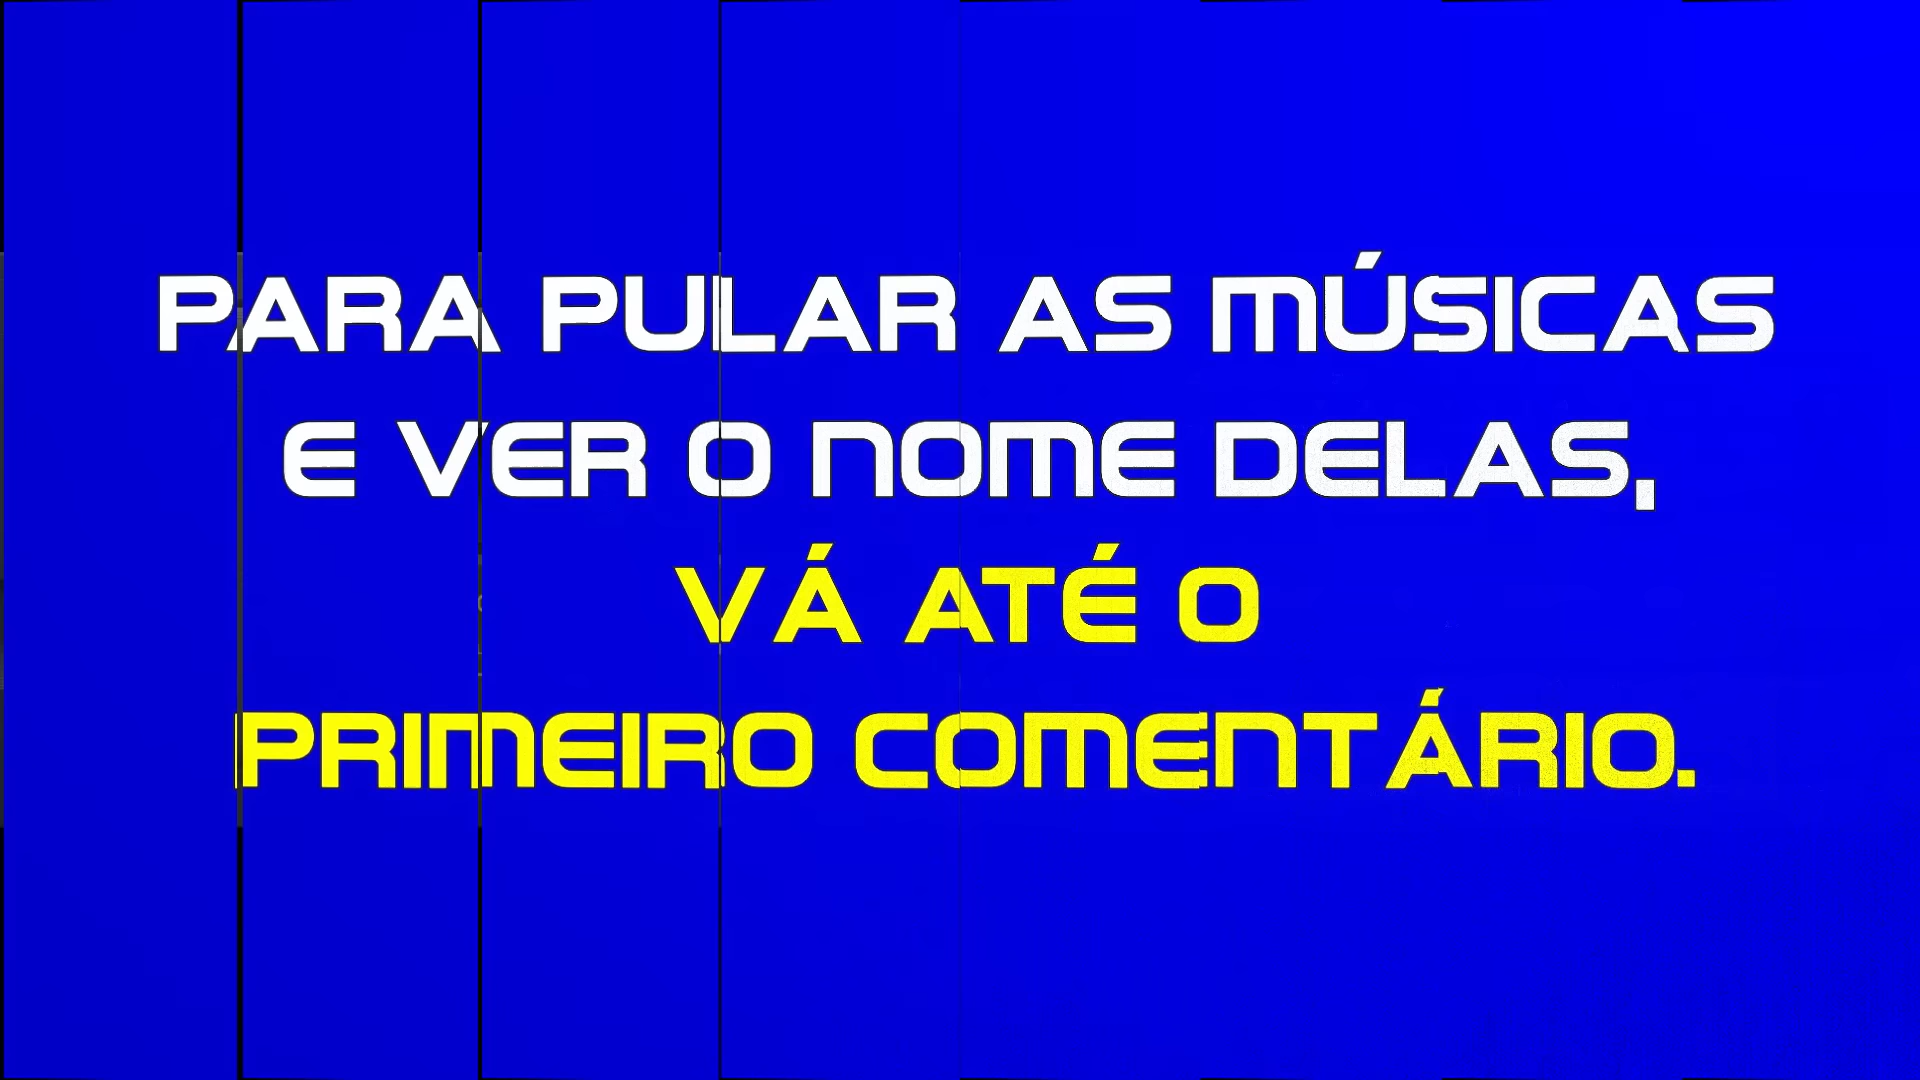 PARA PULAR AS MÚSICAS
E VER O NOME DELAS,
VÁ ATÉ O
PRIMEIRO COMENTÁRIO.